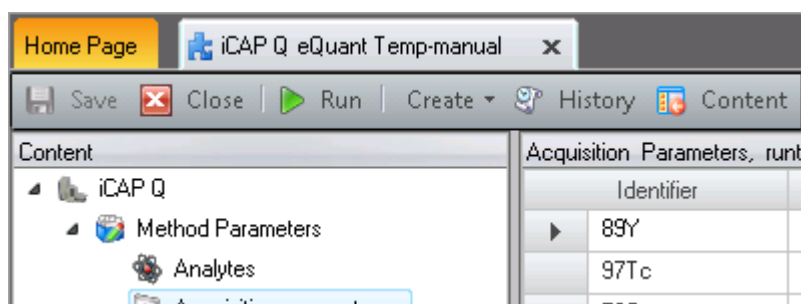 Home Page iCAP Q eQuant Temp-manual
Save Close Run Create History Content
Content
Acquisition Parameters, runt
iCAP Q
Identifier
Method Parameters
89Y
Analytes
97Tc